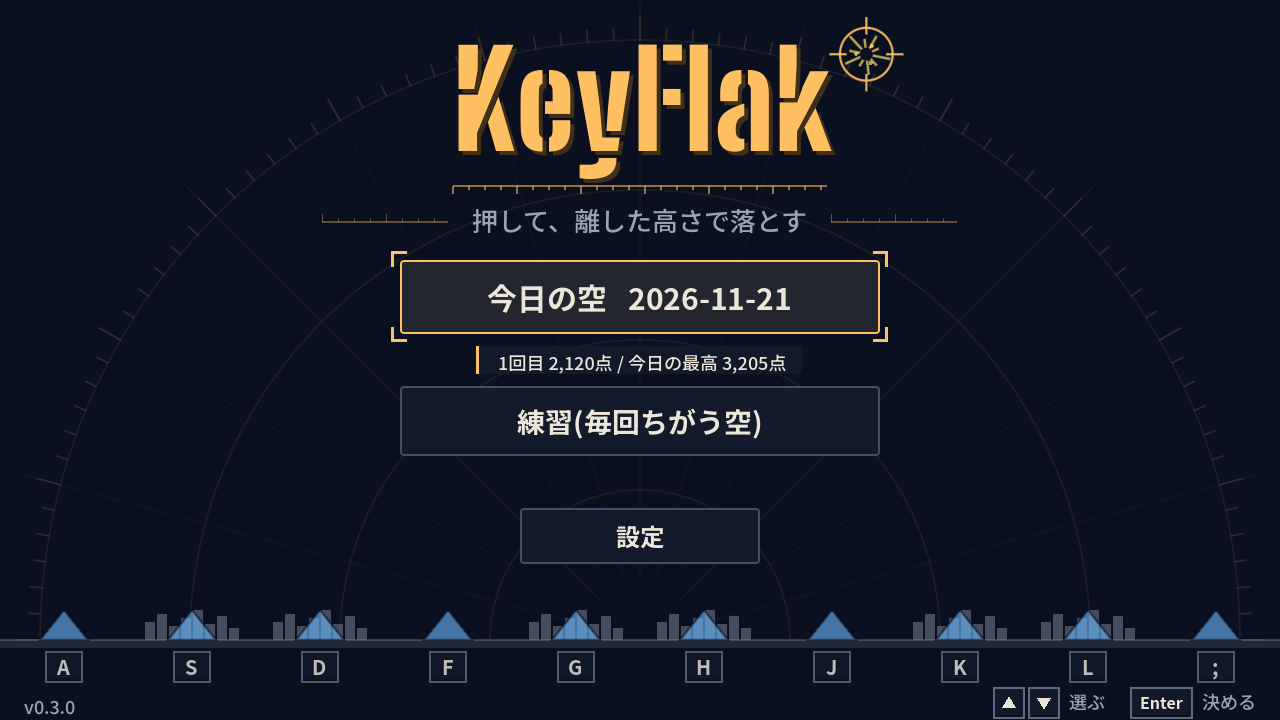 KeyFlak
押して、離した高さで落とす
今日の空 2026-11-21
1回目 2,120点 / 今日の最高 3,205点
練習(毎回ちがう空)
設定
A S D F G H J K L ;
v0.3.0 ▲ ▼ 選ぶ Enter 決める